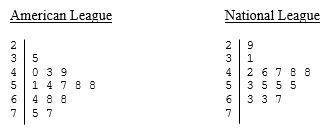 American League
2 |
3 | 5
4 | 0 3 9
5 | 1 4 7 8 8
6 | 4 8 8
7 | 5 7
National League
2 | 9
3 | 1
4 | 2 6 7 8 8
5 | 3 5 5 5
6 | 3 3 7
7 |